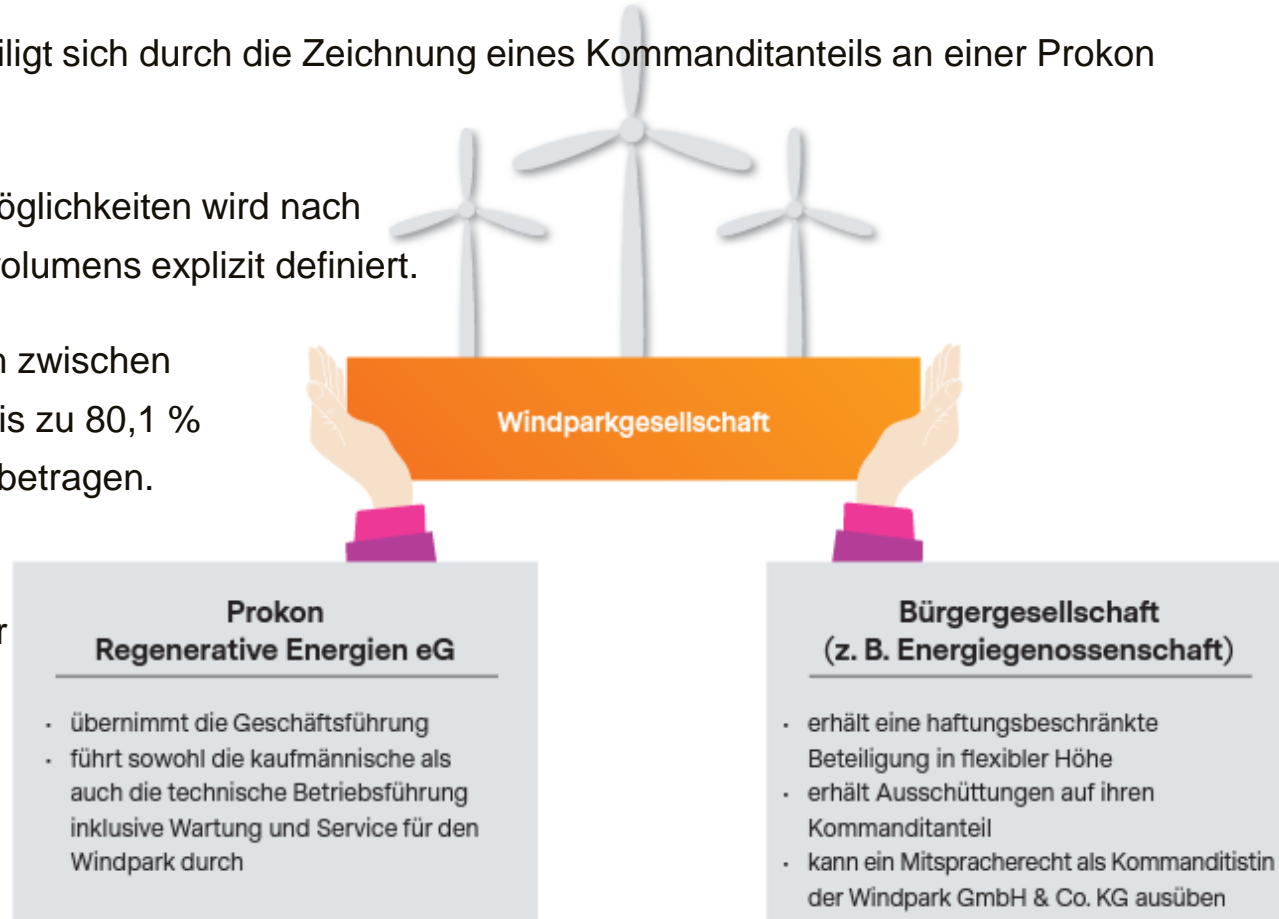 iligt sich durch die Zeichnung eines Kommanditanteils an einer Prokon
öglichkeiten wird nach
volumens explizit definiert.
n zwischen
is zu 80,1 %
betragen.
r
Windparkgesellschaft
Prokon
Regenerative Energien eG
· übernimmt die Geschäftsführung
· führt sowohl die kaufmännische als
auch die technische Betriebsführung
inklusive Wartung und Service für den
Windpark durch
Bürgergesellschaft
(z. B. Energiegenossenschaft)
· erhält eine haftungsbeschränkte
Beteiligung in flexibler Höhe
· erhält Ausschüttungen auf ihren
Kommanditanteil
· kann ein Mitspracherecht als Kommanditistin
der Windpark GmbH & Co. KG ausüben